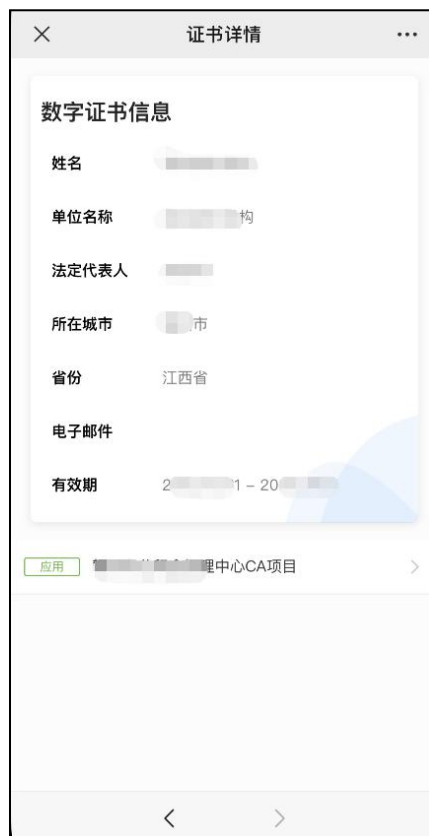 证书详情
数字证书信息
姓名
单位名称 构
法定代表人
所在城市 市
省份 江西省
电子邮件
有效期 2 1 – 20
应用 理中心CA项目